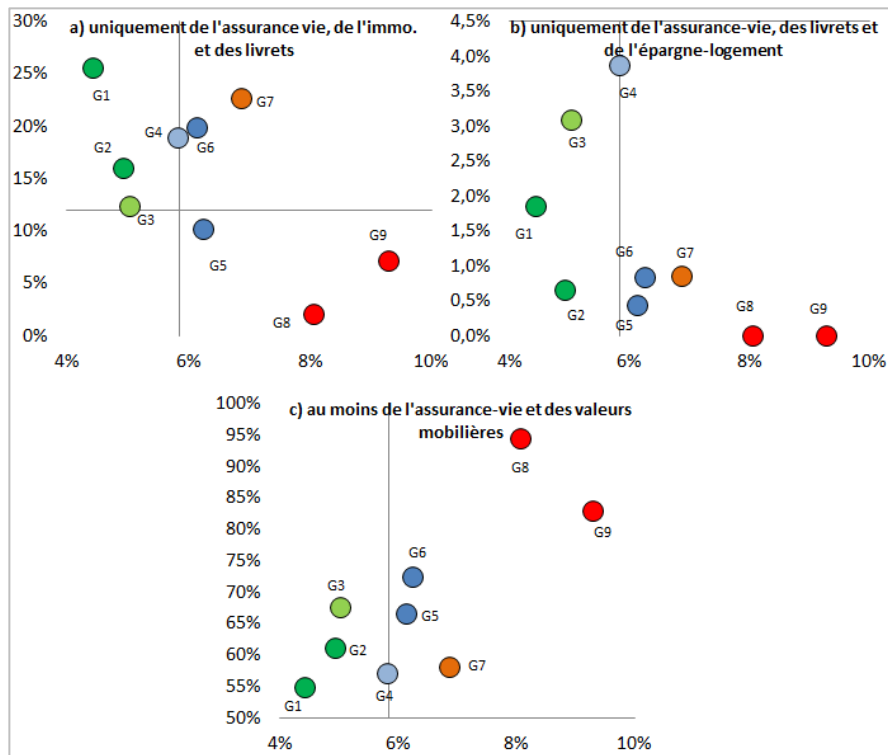 a) uniquement de l'assurance vie, de l'immo.
et des livrets
30%
25%
20%
15%
10%
5%
0%
4%
6%
8%
10%
G1
G2
G3
G4
G6
G7
G5
G9
G8
b) uniquement de l'assurance-vie, des livrets et
de l'épargne-logement
4,5%
4,0%
3,5%
3,0%
2,5%
2,0%
1,5%
1,0%
0,5%
0,0%
4%
6%
8%
10%
G4
G3
G1
G6
G7
G2
G5
G8
G9
c) au moins de l'assurance-vie et des valeurs
mobilières
100%
95%
90%
85%
80%
75%
70%
65%
60%
55%
50%
4%
6%
8%
10%
G8
G9
G6
G3
G5
G2
G7
G4
G1